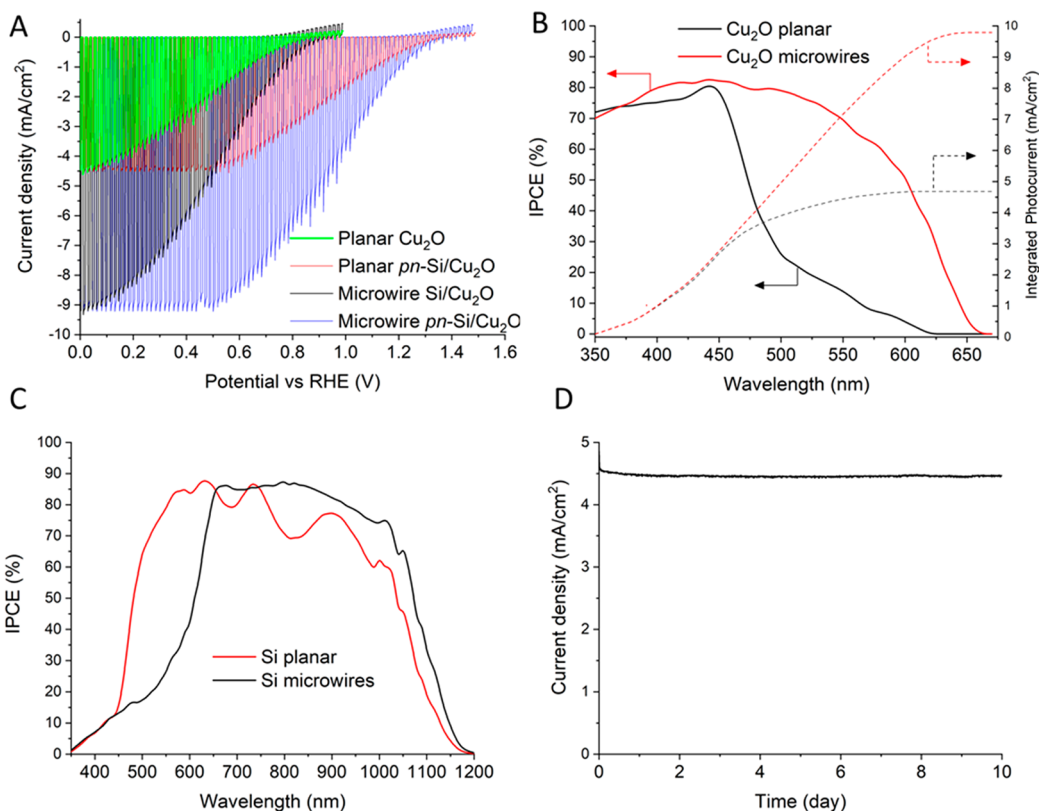 A
0
-1
-2
-3
-4
-5
-6
-7
-8
-9
-10
Current density (mA/cm²)
0.0 0.2 0.4 0.6 0.8 1.0 1.2 1.4 1.6
Potential vs RHE (V)
Planar Cu₂O
Planar pn-Si/Cu₂O
Microwire Si/Cu₂O
Microwire pn-Si/Cu₂O
B
100
90
80
70
60
50
40
30
20
10
0
IPCE (%)
Cu₂O planar
Cu₂O microwires
10
9
8
7
6
5
4
3
2
1
0
Integrated Photocurrent (mA/cm²)
350 400 450 500 550 600 650
Wavelength (nm)
C
100
90
80
70
60
50
40
30
20
10
0
IPCE (%)
Si planar
Si microwires
400 500 600 700 800 900 1000 1100 1200
Wavelength (nm)
D
5
4
3
2
1
0
Current density (mA/cm²)
0 2 4 6 8 10
Time (day)